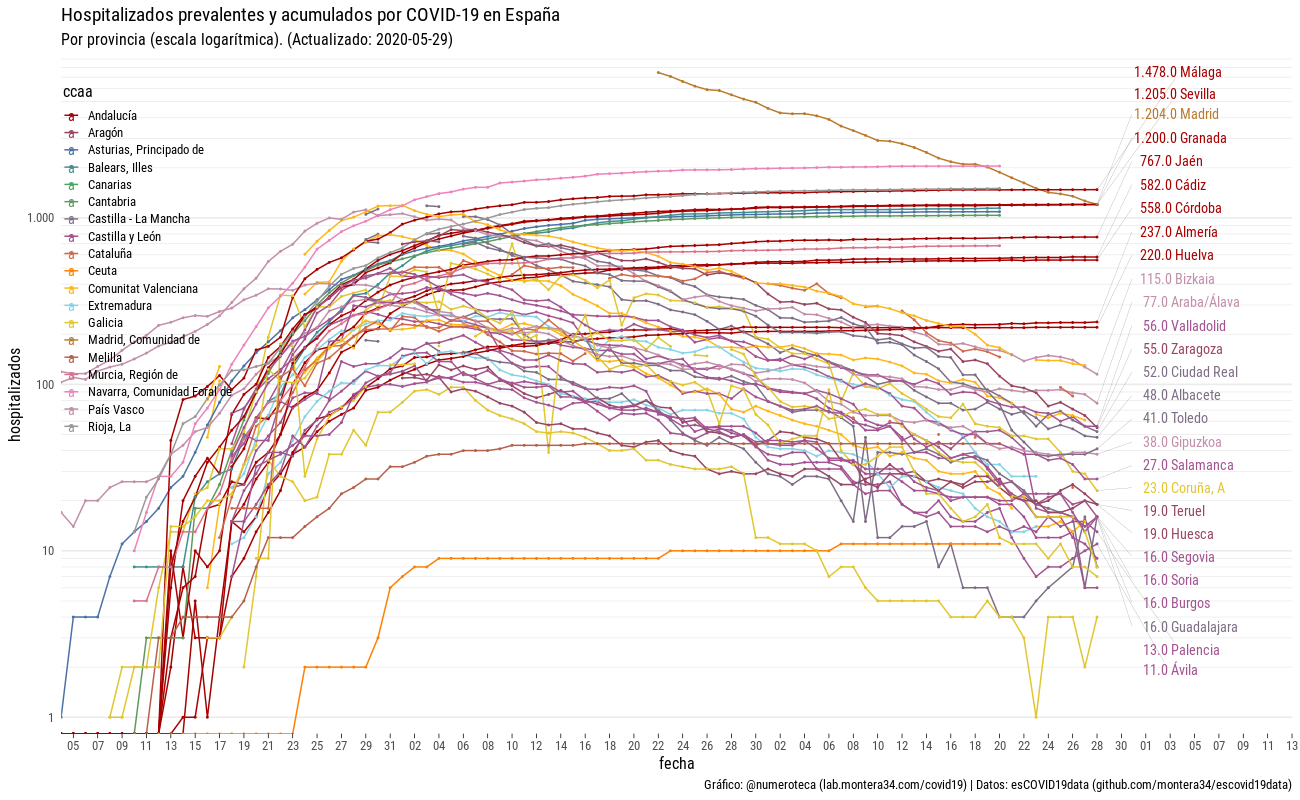 Hospitalizados prevalentes y acumulados por COVID-19 en España
Por provincia (escala logarítmica). (Actualizado: 2020-05-29)
ccaa
Andalucía
Aragón
Asturias, Principado de
Balears, Illes
Canarias
Cantabria
Castilla - La Mancha
Castilla y León
Cataluña
Ceuta
Comunitat Valenciana
Extremadura
Galicia
Madrid, Comunidad de
Melilla
Murcia, Región de
Navarra, Comunidad Foral de
País Vasco
Rioja, La
hospitalizados
1.000
100
10
1
1.478.0 Málaga
1.205.0 Sevilla
1.204.0 Madrid
1.200.0 Granada
767.0 Jaén
582.0 Cádiz
558.0 Córdoba
237.0 Almería
220.0 Huelva
115.0 Bizkaia
77.0 Araba/Álava
56.0 Valladolid
55.0 Zaragoza
52.0 Ciudad Real
48.0 Albacete
41.0 Toledo
38.0 Gipuzkoa
27.0 Salamanca
23.0 Coruña, A
19.0 Teruel
19.0 Huesca
16.0 Segovia
16.0 Soria
16.0 Burgos
16.0 Guadalajara
13.0 Palencia
11.0 Ávila
05 07 09 11 13 15 17 19 21 23 25 27 29 31 02 04 06 08 10 12 14 16 18 20 22 24 26 28 30 02 04 06 08 10 12 14 16 18 20 22 24 26 28 30 01 03 05 07 09 11 13
fecha
Gráfico: @numeroteca (lab.montera34.com/covid19) | Datos: esCOVID19data (github.com/montera34/escovid19data)